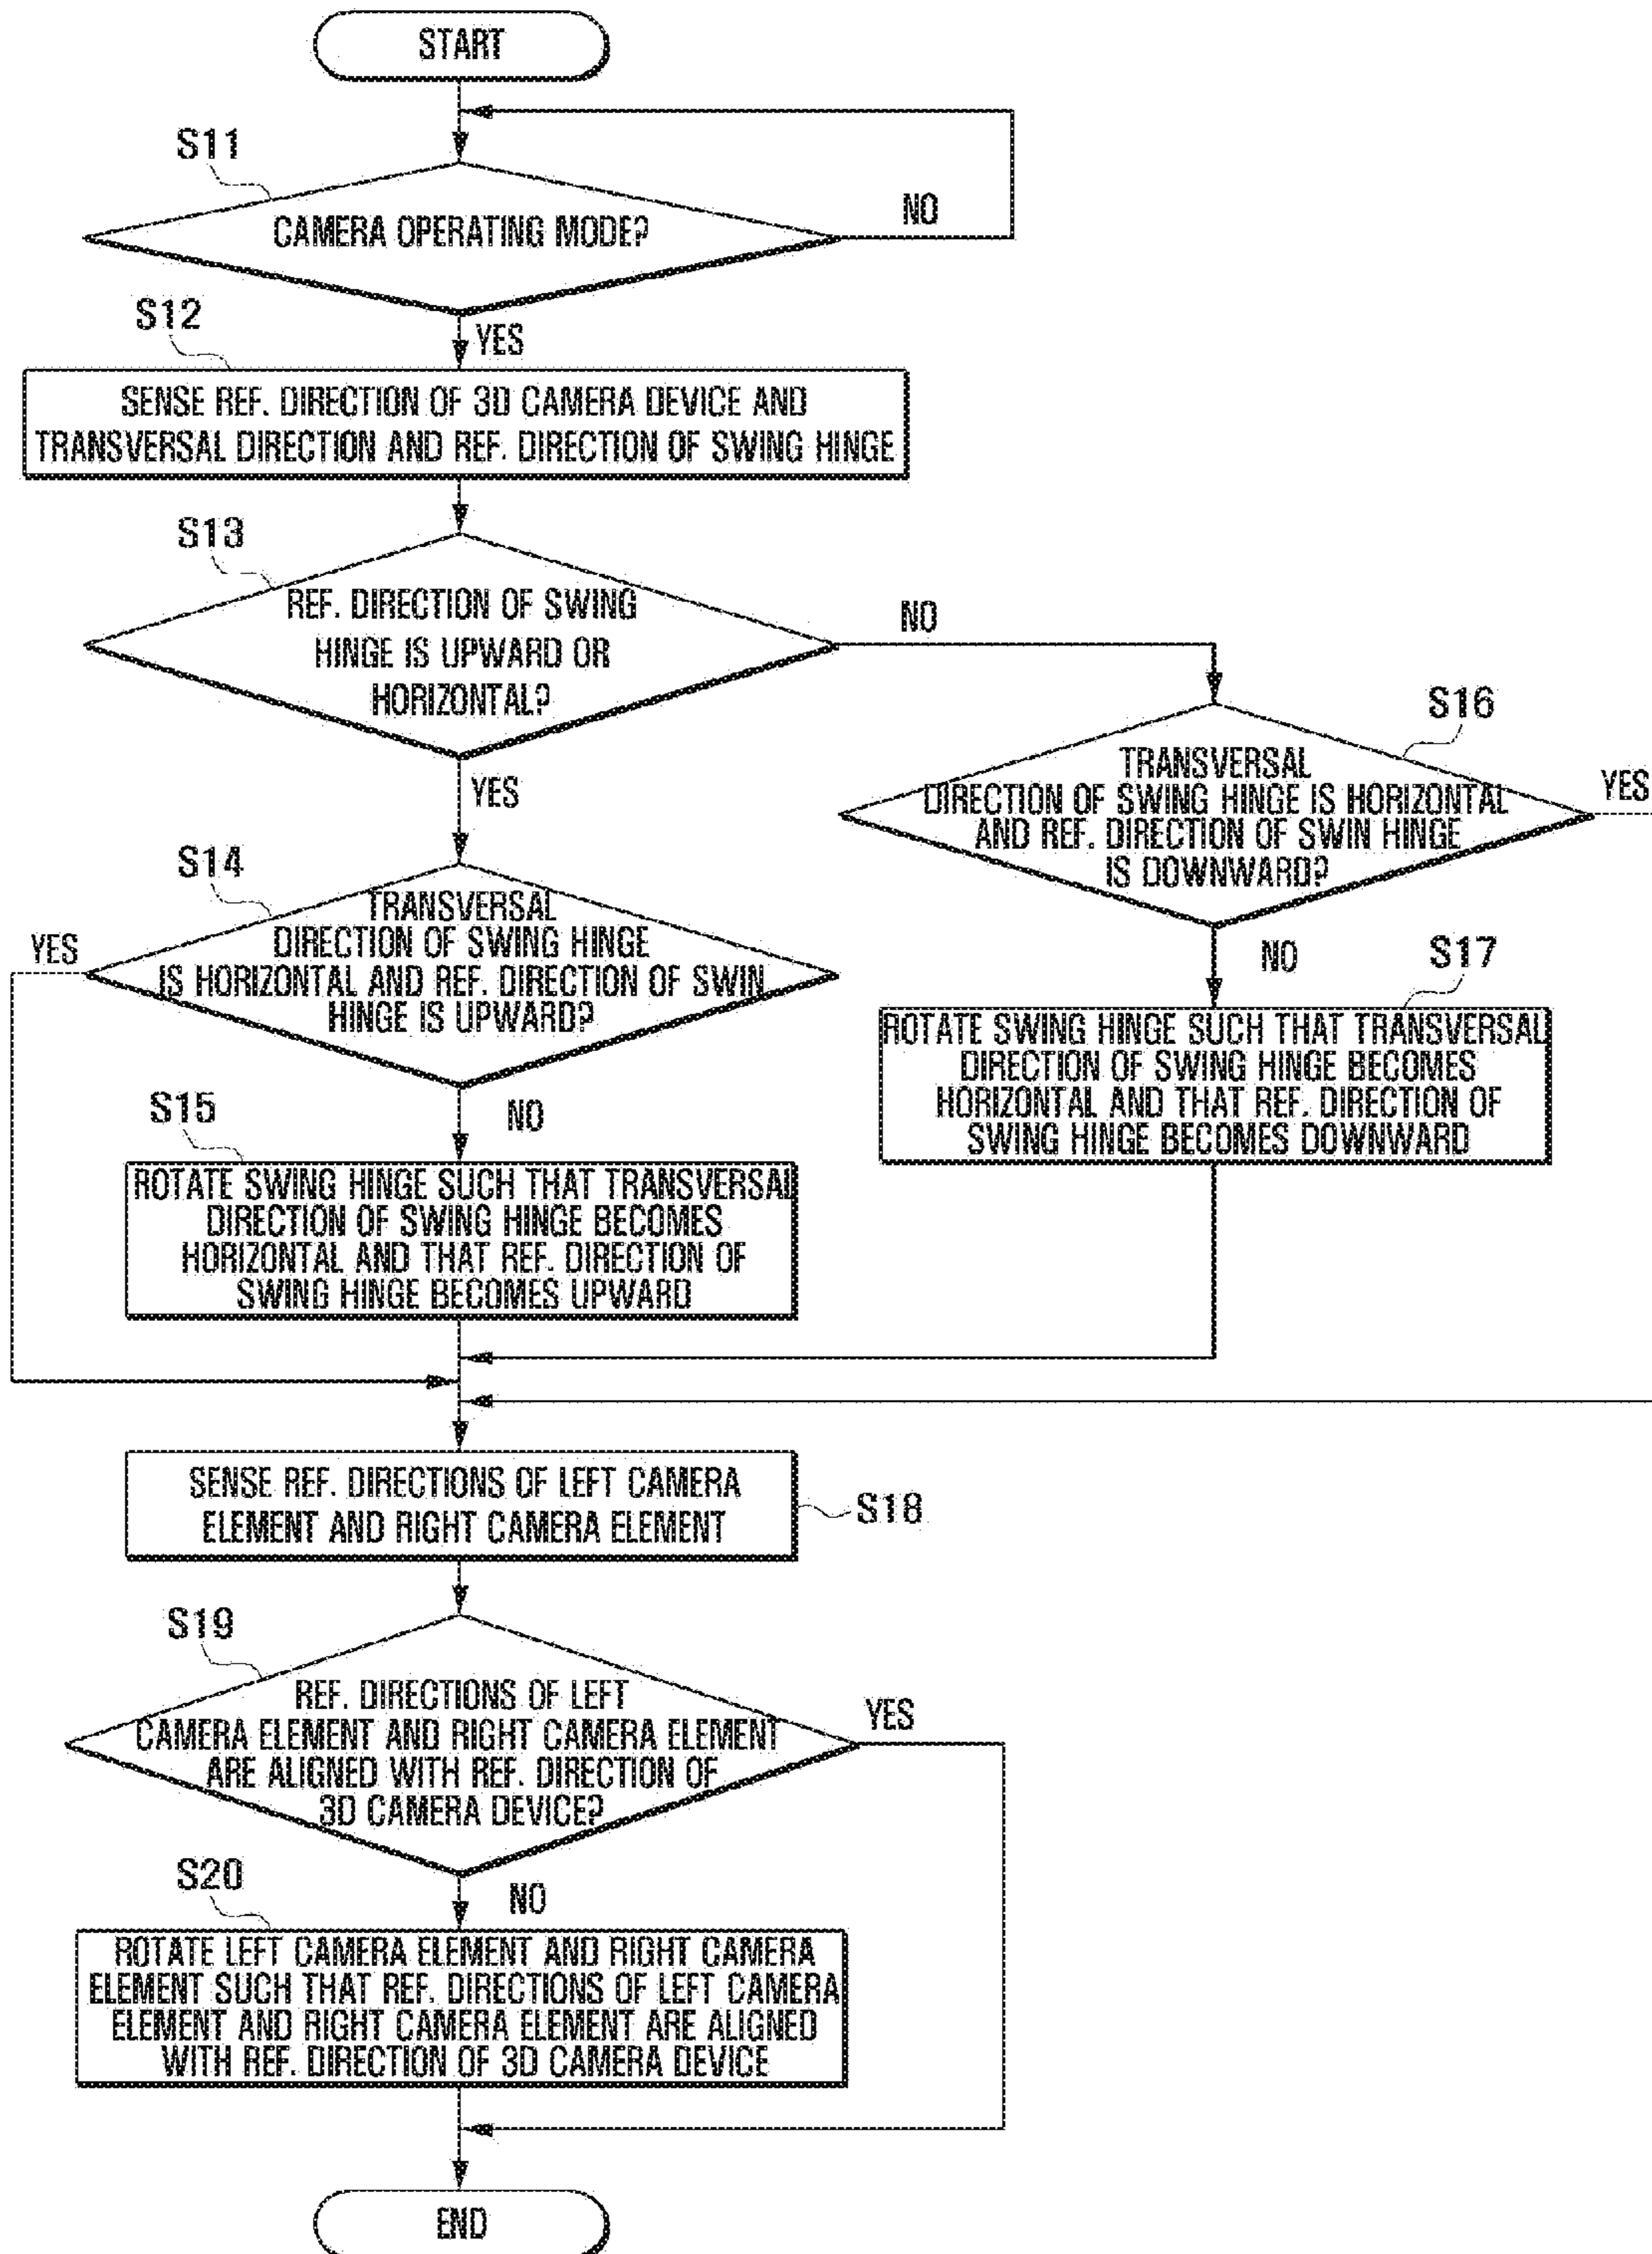 START
S11
CAMERA OPERATING MODE?
NO
S12
YES
SENSE REF. DIRECTION OF 3D CAMERA DEVICE AND
TRANSVERSAL DIRECTION AND REF. DIRECTION OF SWING HINGE
S13
REF. DIRECTION OF SWING
HINGE IS UPWARD OR
HORIZONTAL?
NO
YES
S16
TRANSVERSAL
DIRECTION OF SWING HINGE IS HORIZONTAL
AND REF. DIRECTION OF SWIN HINGE
IS DOWNWARD?
YES
NO
S14
TRANSVERSAL
DIRECTION OF SWING HINGE
IS HORIZONTAL AND REF. DIRECTION OF SWIN
HINGE IS UPWARD?
YES
NO
S17
ROTATE SWING HINGE SUCH THAT TRANSVERSAL
DIRECTION OF SWING HINGE BECOMES
HORIZONTAL AND THAT REF. DIRECTION OF
SWING HINGE BECOMES DOWNWARD
S15
ROTATE SWING HINGE SUCH THAT TRANSVERSAL
DIRECTION OF SWING HINGE BECOMES
HORIZONTAL AND THAT REF. DIRECTION OF
SWING HINGE BECOMES UPWARD
SENSE REF. DIRECTIONS OF LEFT CAMERA
ELEMENT AND RIGHT CAMERA ELEMENT
S18
S19
REF. DIRECTIONS OF LEFT
CAMERA ELEMENT AND RIGHT CAMERA ELEMENT
ARE ALIGNED WITH REF. DIRECTION OF
3D CAMERA DEVICE?
YES
S20
NO
ROTATE LEFT CAMERA ELEMENT AND RIGHT CAMERA
ELEMENT SUCH THAT REF. DIRECTIONS OF LEFT CAMERA
ELEMENT AND RIGHT CAMERA ELEMENT ARE ALIGNED
WITH REF. DIRECTION OF 3D CAMERA DEVICE
END